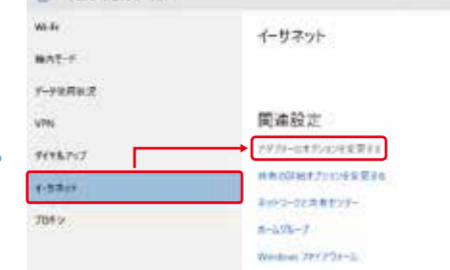 Wi-Fi
機内モード
データ使用状況
VPN
ダイヤルアップ
イーサネット
プロキシ
イーサネット
関連設定
アダプターのオプションを変更する
共有の詳細オプションを変更する
ネットワークと共有センター
ホームグループ
Windows ファイアウォール